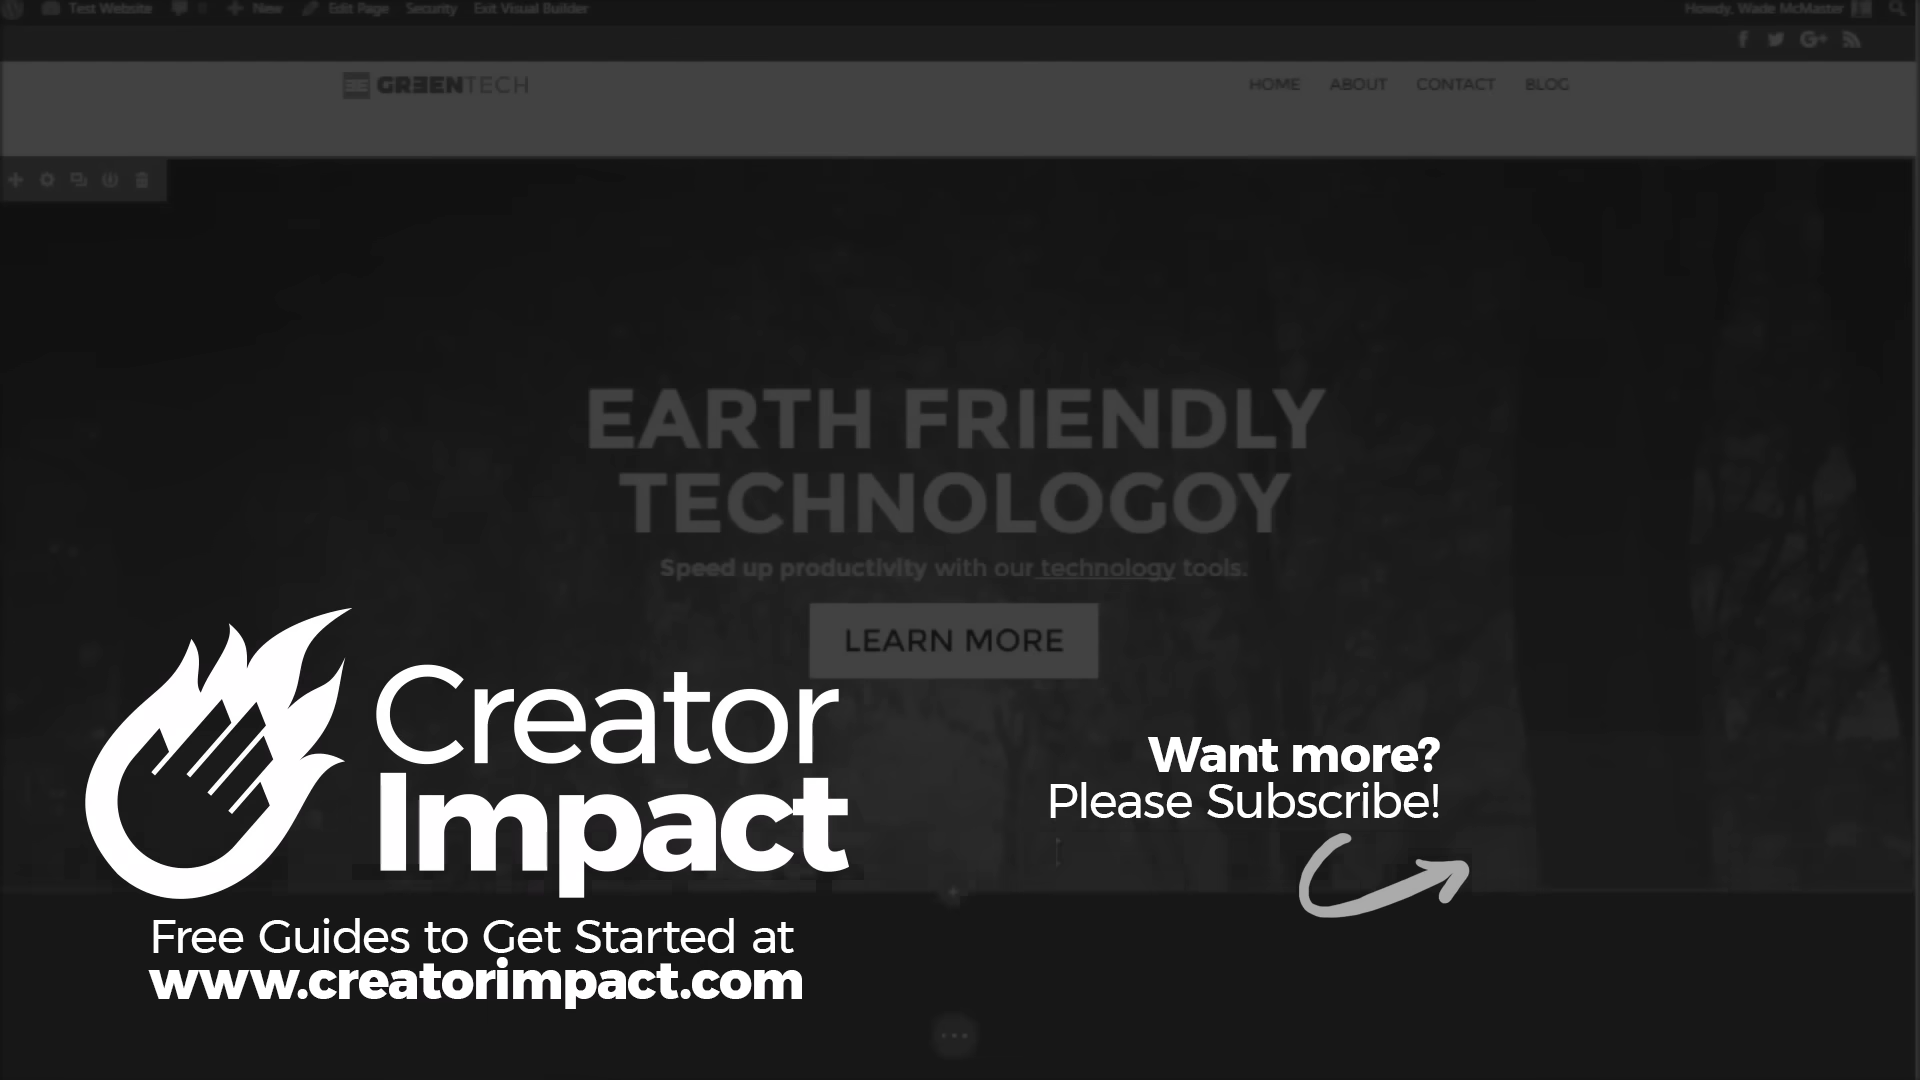 Test Website New Edit Page Security Exit Visual Builder Howdy, Wade McMaster
GREENTECH HOME ABOUT CONTACT BLOG
EARTH FRIENDLY
TECHNOLOGOY
Speed up productivity with our technology tools.
LEARN MORE
Creator
Impact
Free Guides to Get Started at
www.creatorimpact.com
Want more?
Please Subscribe!